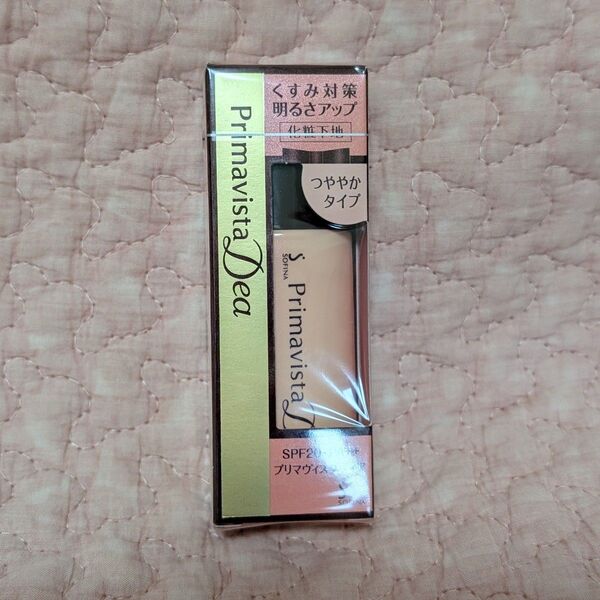 Primavista Dea
くすみ対策
明るさアップ
化粧下地
つややか
タイプ
SOFINA
Primavista
SPF20
プリマヴィスタ
SOFINA